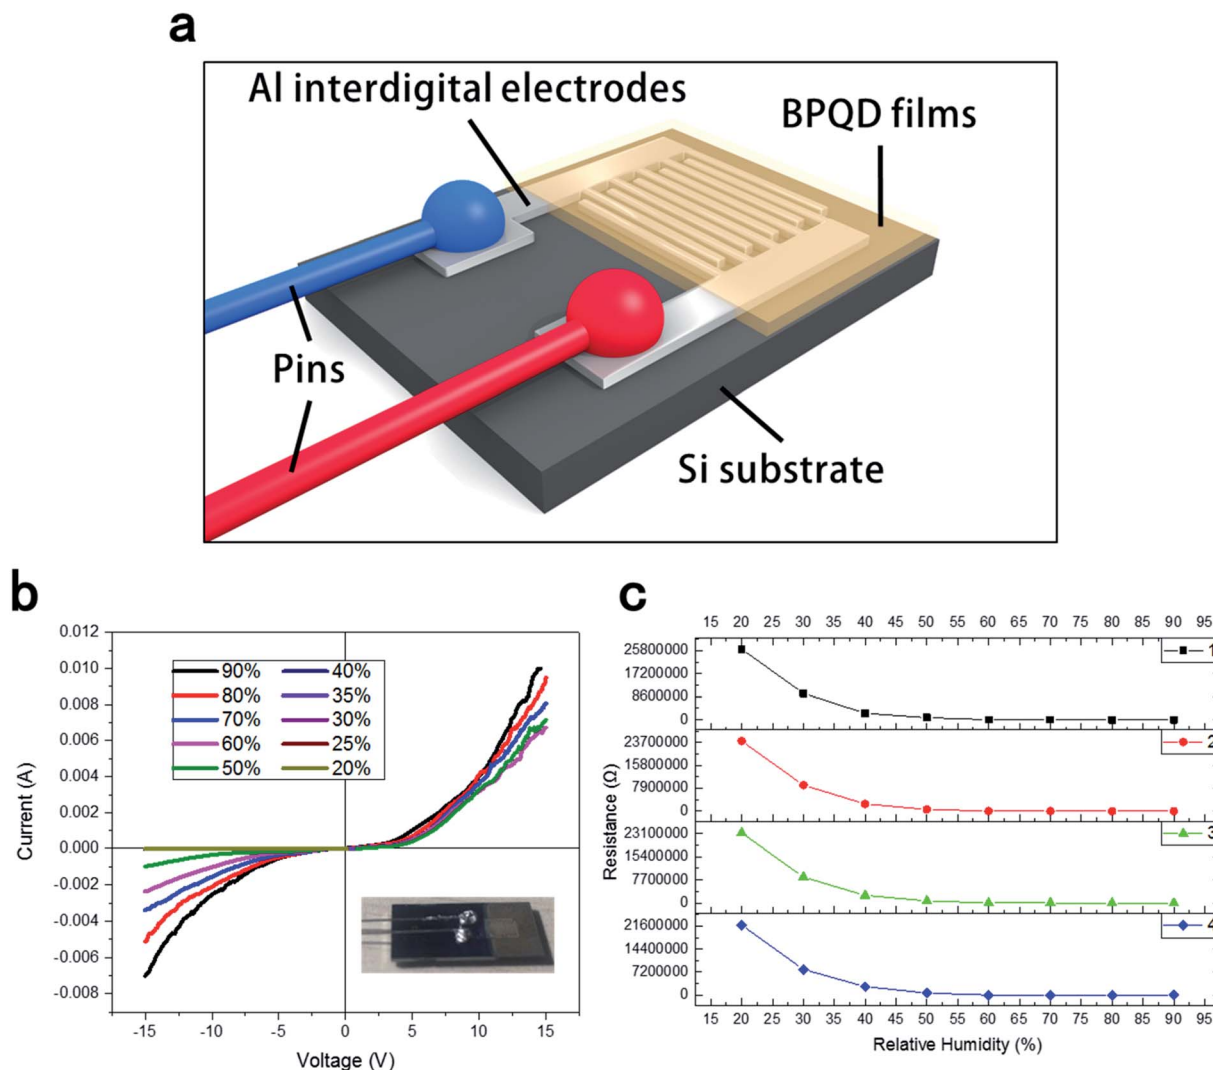 a
Al interdigital electrodes
BPQD films
Pins
Si substrate
b
0.012
0.010
0.008
0.006
0.004
0.002
0.000
-0.002
-0.004
-0.006
-0.008
Current (A)
90% 40%
80% 35%
70% 30%
60% 25%
50% 20%
-15 -10 -5 0 5 10 15
Voltage (V)
c
15 20 25 30 35 40 45 50 55 60 65 70 75 80 85 90 95
25800000
17200000
8600000
0
1
23700000
15800000
7900000
0
2
Resistance (Ω)
23100000
15400000
7700000
0
3
21600000
14400000
7200000
0
4
15 20 25 30 35 40 45 50 55 60 65 70 75 80 85 90 95
Relative Humidity (%)